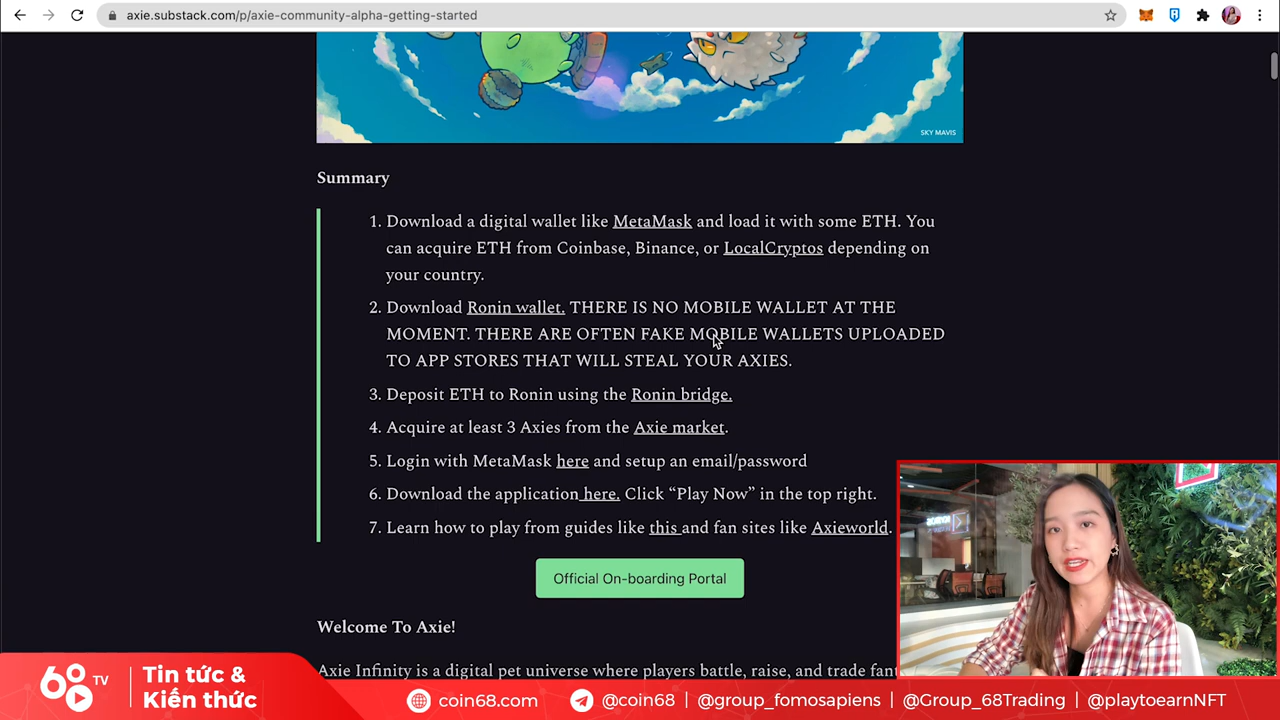 axie.substack.com/p/axie-community-alpha-getting-started
SKY MAVIS
Summary
1. Download a digital wallet like MetaMask and load it with some ETH. You
can acquire ETH from Coinbase, Binance, or LocalCryptos depending on
your country.
2. Download Ronin wallet. THERE IS NO MOBILE WALLET AT THE
MOMENT. THERE ARE OFTEN FAKE MOBILE WALLETS UPLOADED
TO APP STORES THAT WILL STEAL YOUR AXIES.
3. Deposit ETH to Ronin using the Ronin bridge.
4. Acquire at least 3 Axies from the Axie market.
5. Login with MetaMask here and setup an email/password
6. Download the application here. Click “Play Now” in the top right.
7. Learn how to play from guides like this and fan sites like Axieworld.
Official On-boarding Portal
Welcome To Axie!
Axie Infinity is a digital pet universe where players battle, raise, and trade fant
68 TV
Tin tức &
Kiến thức
coin68.com
@coin68 | @group_fomosapiens | @Group_68Trading | @playtoearnNFT